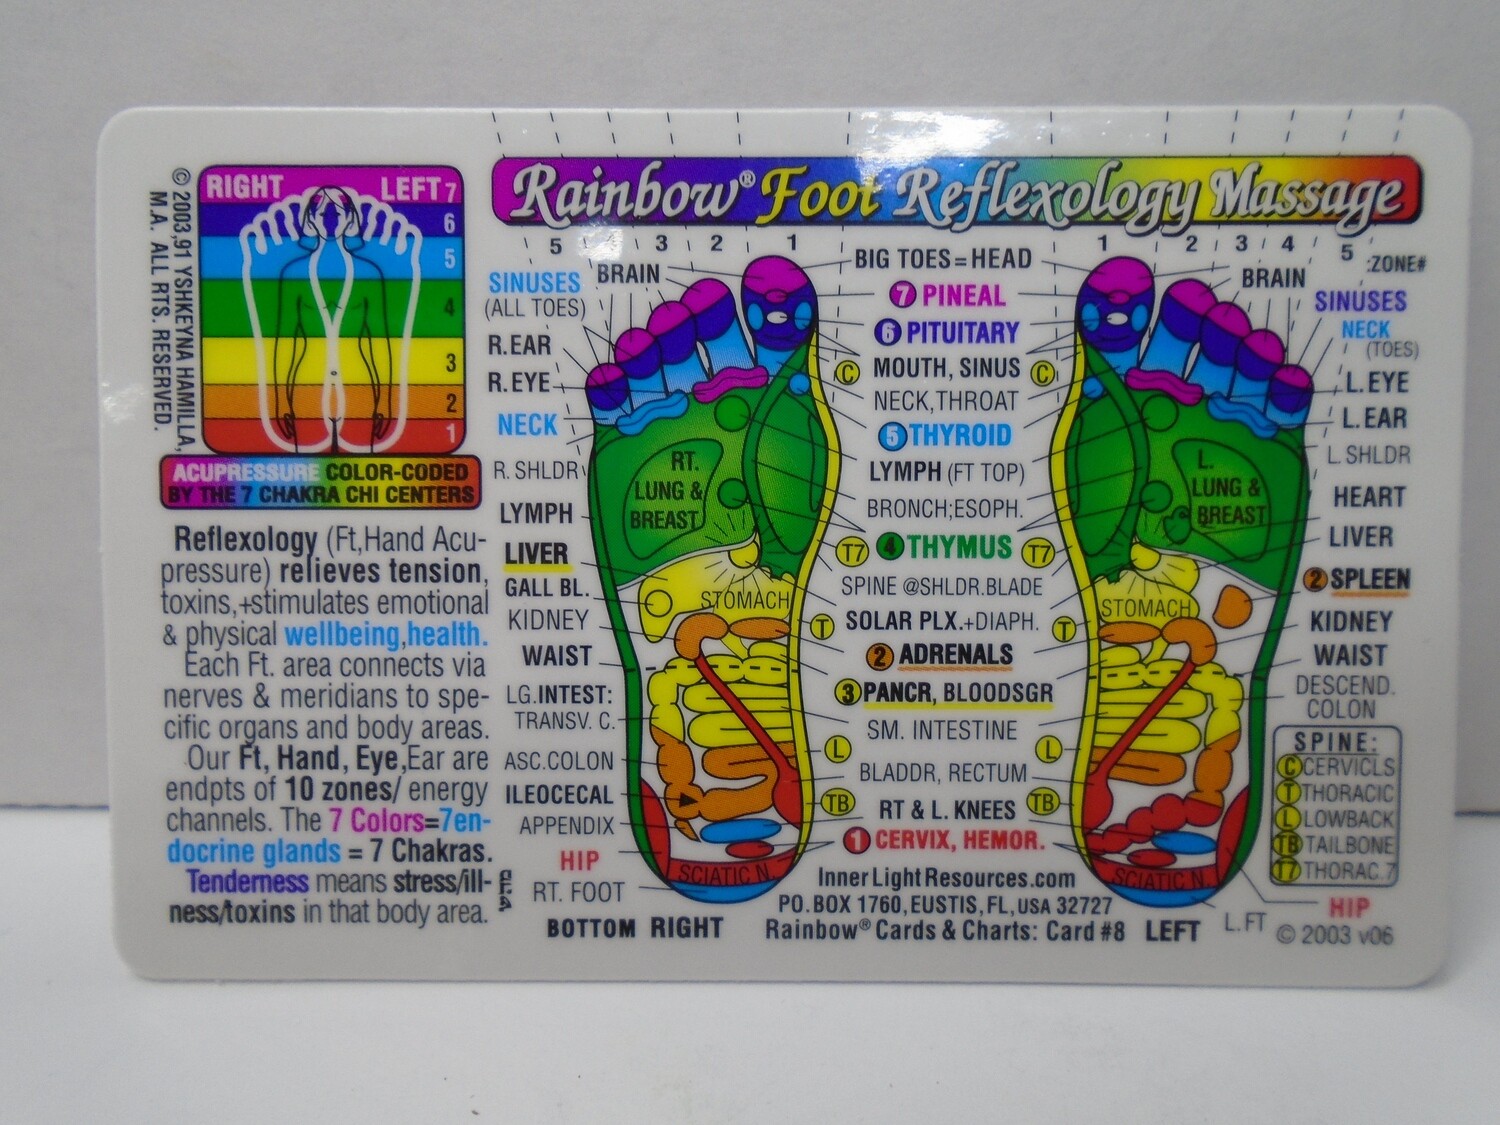 Rainbow® Foot Reflexology Massage
© 2003,91 YSHKEYNA HAMILLA,
M.A. ALL RTS. RESERVED.
RIGHT LEFT 7
6
5
4
3
2
1
ACUPRESSURE COLOR-CODED
BY THE 7 CHAKRA CHI CENTERS
Reflexology (Ft,Hand Acu-
pressure) relieves tension,
toxins,+stimulates emotional
& physical wellbeing,health.
Each Ft. area connects via
nerves & meridians to spe-
cific organs and body areas.
Our Ft, Hand, Eye,Ear are
endpts of 10 zones/ energy
channels. The 7 Colors=7en-
docrine glands = 7 Chakras.
Tenderness means stress/ill-
ness/toxins in that body area.
5 4 3 2 1
SINUSES
(ALL TOES)
BRAIN
R.EAR
R.EYE
NECK
R. SHLDR
LYMPH
LIVER
GALL BL.
KIDNEY
WAIST
LG.INTEST:
TRANSV. C.
ASC.COLON
ILEOCECAL
APPENDIX
HIP
RT. FOOT
BOTTOM RIGHT
RT.
LUNG &
BREAST
STOMACH
SCIATIC N.
BIG TOES=HEAD
7 PINEAL
6 PITUITARY
C MOUTH, SINUS C
NECK,THROAT
5 THYROID
LYMPH (FT TOP)
BRONCH;ESOPH.
T7 4 THYMUS T7
SPINE @SHLDR.BLADE
T SOLAR PLX.+DIAPH. T
2 ADRENALS
3 PANCR, BLOODSGR
SM. INTESTINE
L L
BLADDR, RECTUM
TB RT & L. KNEES TB
1 CERVIX, HEMOR.
InnerLightResources.com
PO.BOX 1760,EUSTIS,FL,USA 32727
Rainbow® Cards & Charts: Card #8
1 2 3 4 5 :ZONE#
BRAIN
SINUSES
NECK
(TOES)
L.EYE
L.EAR
L.SHLDR
HEART
LIVER
2 SPLEEN
KIDNEY
WAIST
DESCEND.
COLON
L.
LUNG &
BREAST
STOMACH
SCIATIC N.
SPINE:
C CERVICLS
T THORACIC
L LOWBACK
TB TAILBONE
T7 THORAC.7
HIP
LEFT L.FT © 2003 v06